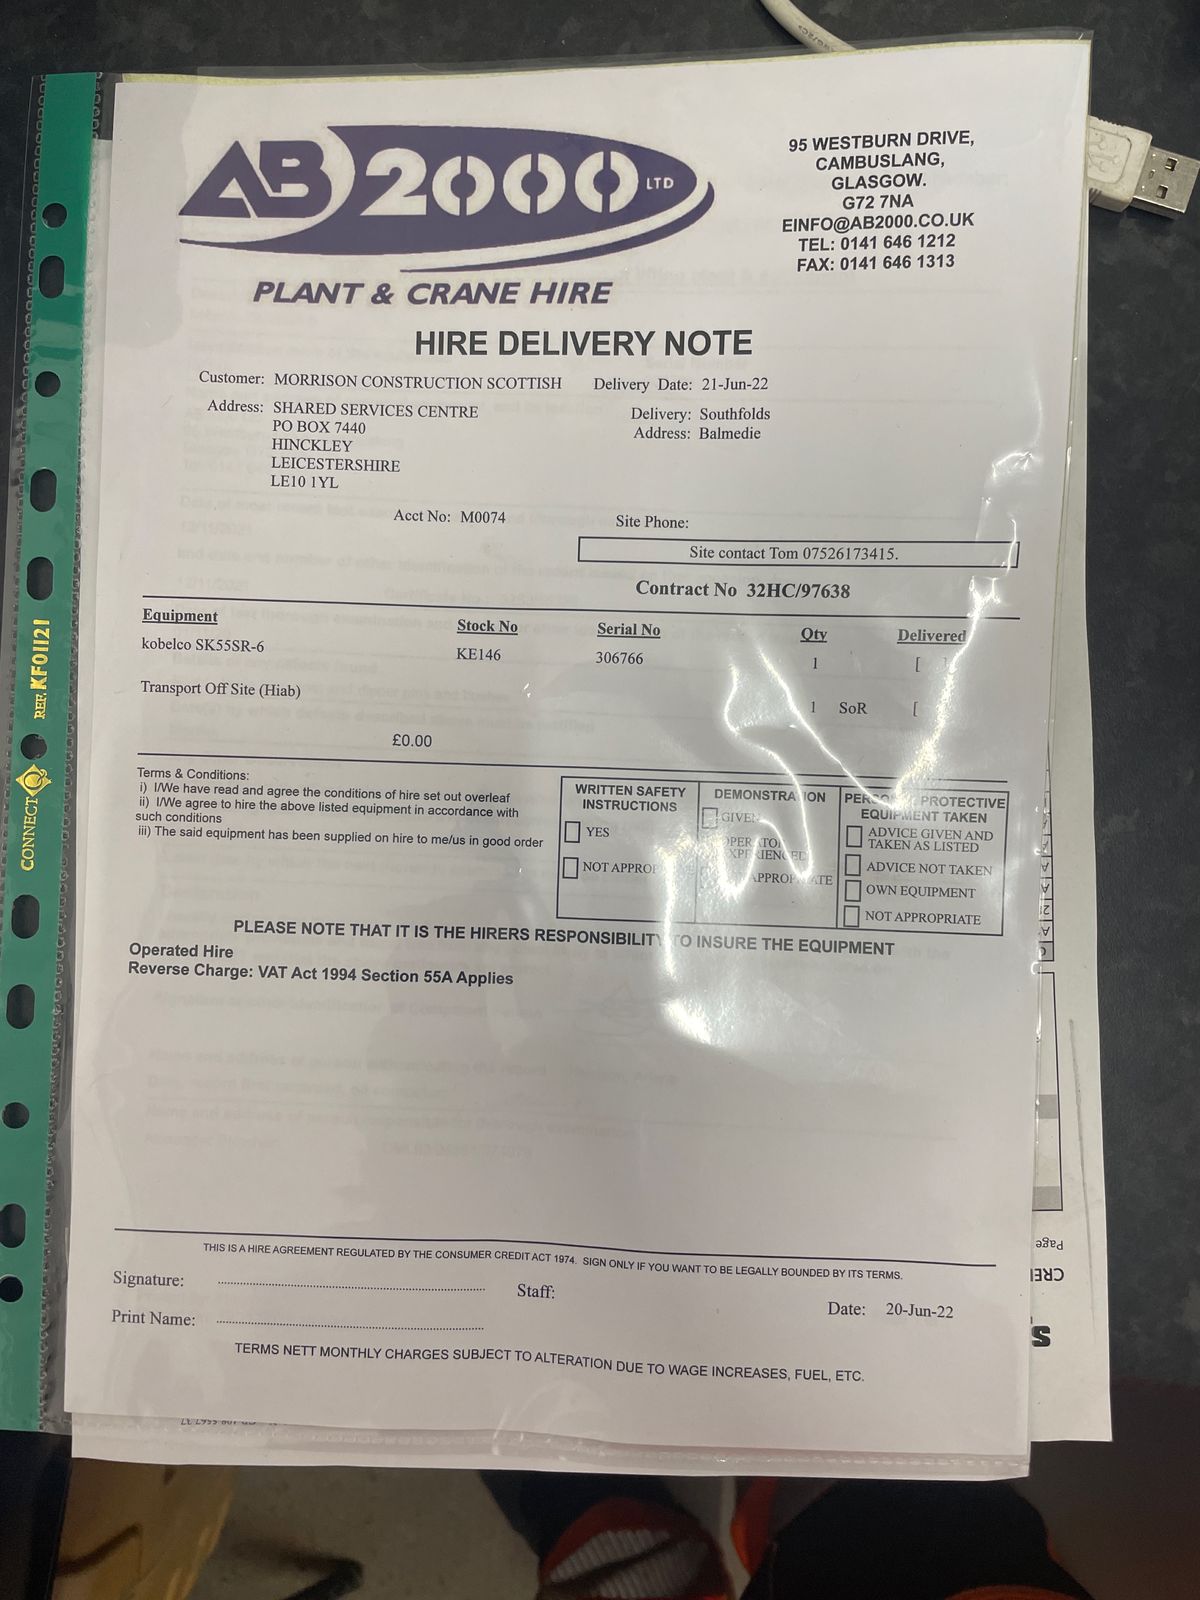 AB2000 LTD
PLANT & CRANE HIRE
95 WESTBURN DRIVE,
CAMBUSLANG,
GLASGOW.
G72 7NA
EINFO@AB2000.CO.UK
TEL: 0141 646 1212
FAX: 0141 646 1313
HIRE DELIVERY NOTE
Customer: MORRISON CONSTRUCTION SCOTTISH Delivery Date: 21-Jun-22
Address: SHARED SERVICES CENTRE Delivery: Southfolds
PO BOX 7440 Address: Balmedie
HINCKLEY
LEICESTERSHIRE
LE10 1YL
Acct No: M0074 Site Phone:
Site contact Tom 07526173415.
Contract No 32HC/97638
Equipment Stock No Serial No Qty Delivered
kobelco SK55SR-6 KE146 306766 1 [ ]
Transport Off Site (Hiab) 1 SoR [
£0.00
Terms & Conditions:
i) I/We have read and agree the conditions of hire set out overleaf
ii) I/We agree to hire the above listed equipment in accordance with
such conditions
iii) The said equipment has been supplied on hire to me/us in good order
WRITTEN SAFETY
INSTRUCTIONS
YES
NOT APPROP
DEMONSTRATION
GIVEN
OPERATOR
EXPERIENCED
APPROPRIATE
PROTECTIVE
EQUIPMENT TAKEN
ADVICE GIVEN AND
TAKEN AS LISTED
ADVICE NOT TAKEN
OWN EQUIPMENT
NOT APPROPRIATE
PLEASE NOTE THAT IT IS THE HIRERS RESPONSIBILITY TO INSURE THE EQUIPMENT
Operated Hire
Reverse Charge: VAT Act 1994 Section 55A Applies
THIS IS A HIRE AGREEMENT REGULATED BY THE CONSUMER CREDIT ACT 1974. SIGN ONLY IF YOU WANT TO BE LEGALLY BOUNDED BY ITS TERMS.
Signature: Staff:
Date: 20-Jun-22
Print Name:
TERMS NETT MONTHLY CHARGES SUBJECT TO ALTERATION DUE TO WAGE INCREASES, FUEL, ETC.
CONNECT REF. KF01121
Page